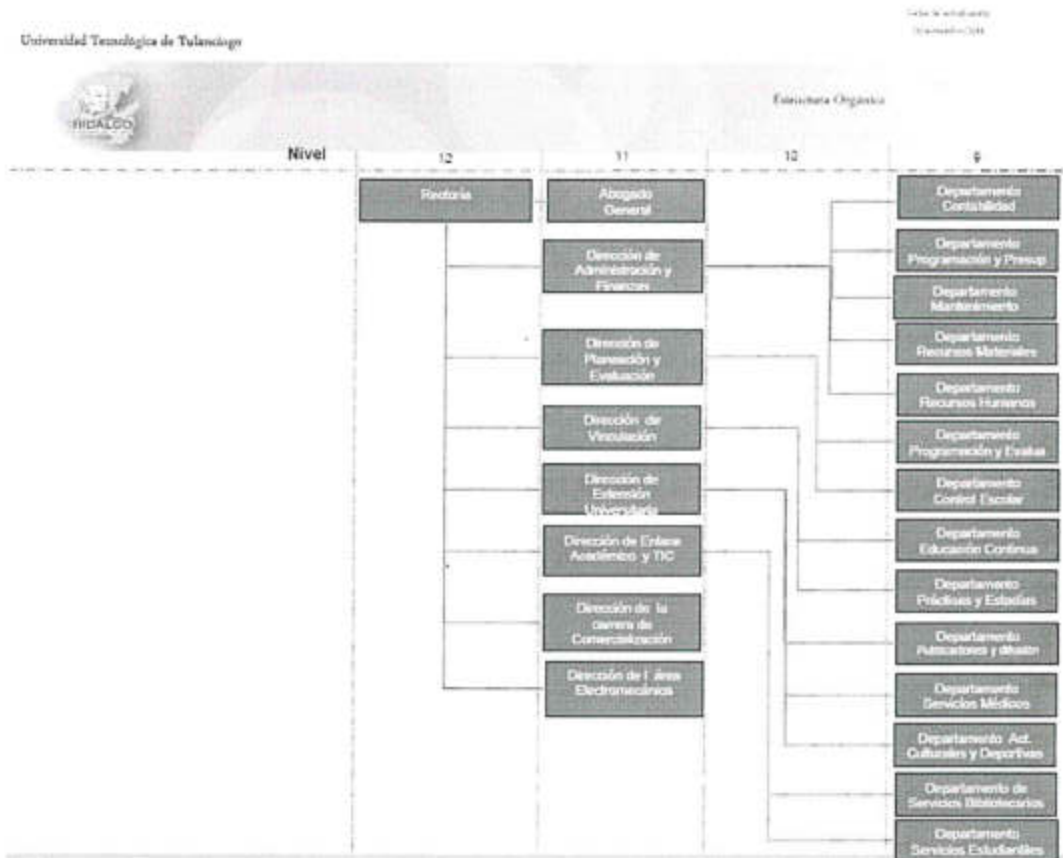 Universidad Tecnológica de Tulancingo
HIDALGO
Estructura Orgánica
Nivel 12 11 10 9
Rectoría
Abogado
General
Dirección de
Administración y
Finanzas
Dirección de
Planeación y
Evaluación
Dirección de
Vinculación
Dirección de
Extensión
Universitaria
Dirección de Enlace
Académico y TIC
Dirección de la
carrera de
Comercialización
Dirección de l área
Electromecánica
Departamento
Contabilidad
Departamento
Programación y Presup
Departamento
Mantenimiento
Departamento
Recursos Materiales
Departamento
Recursos Humanos
Departamento
Programación y Evalua
Departamento
Control Escolar
Departamento
Educación Continua
Departamento
Prácticas y Estadías
Departamento
Publicaciones y difusión
Departamento
Servicios Médicos
Departamento Act.
Culturales y Deportivas
Departamento de
Servicios Bibliotecarios
Departamento
Servicios Estudiantiles